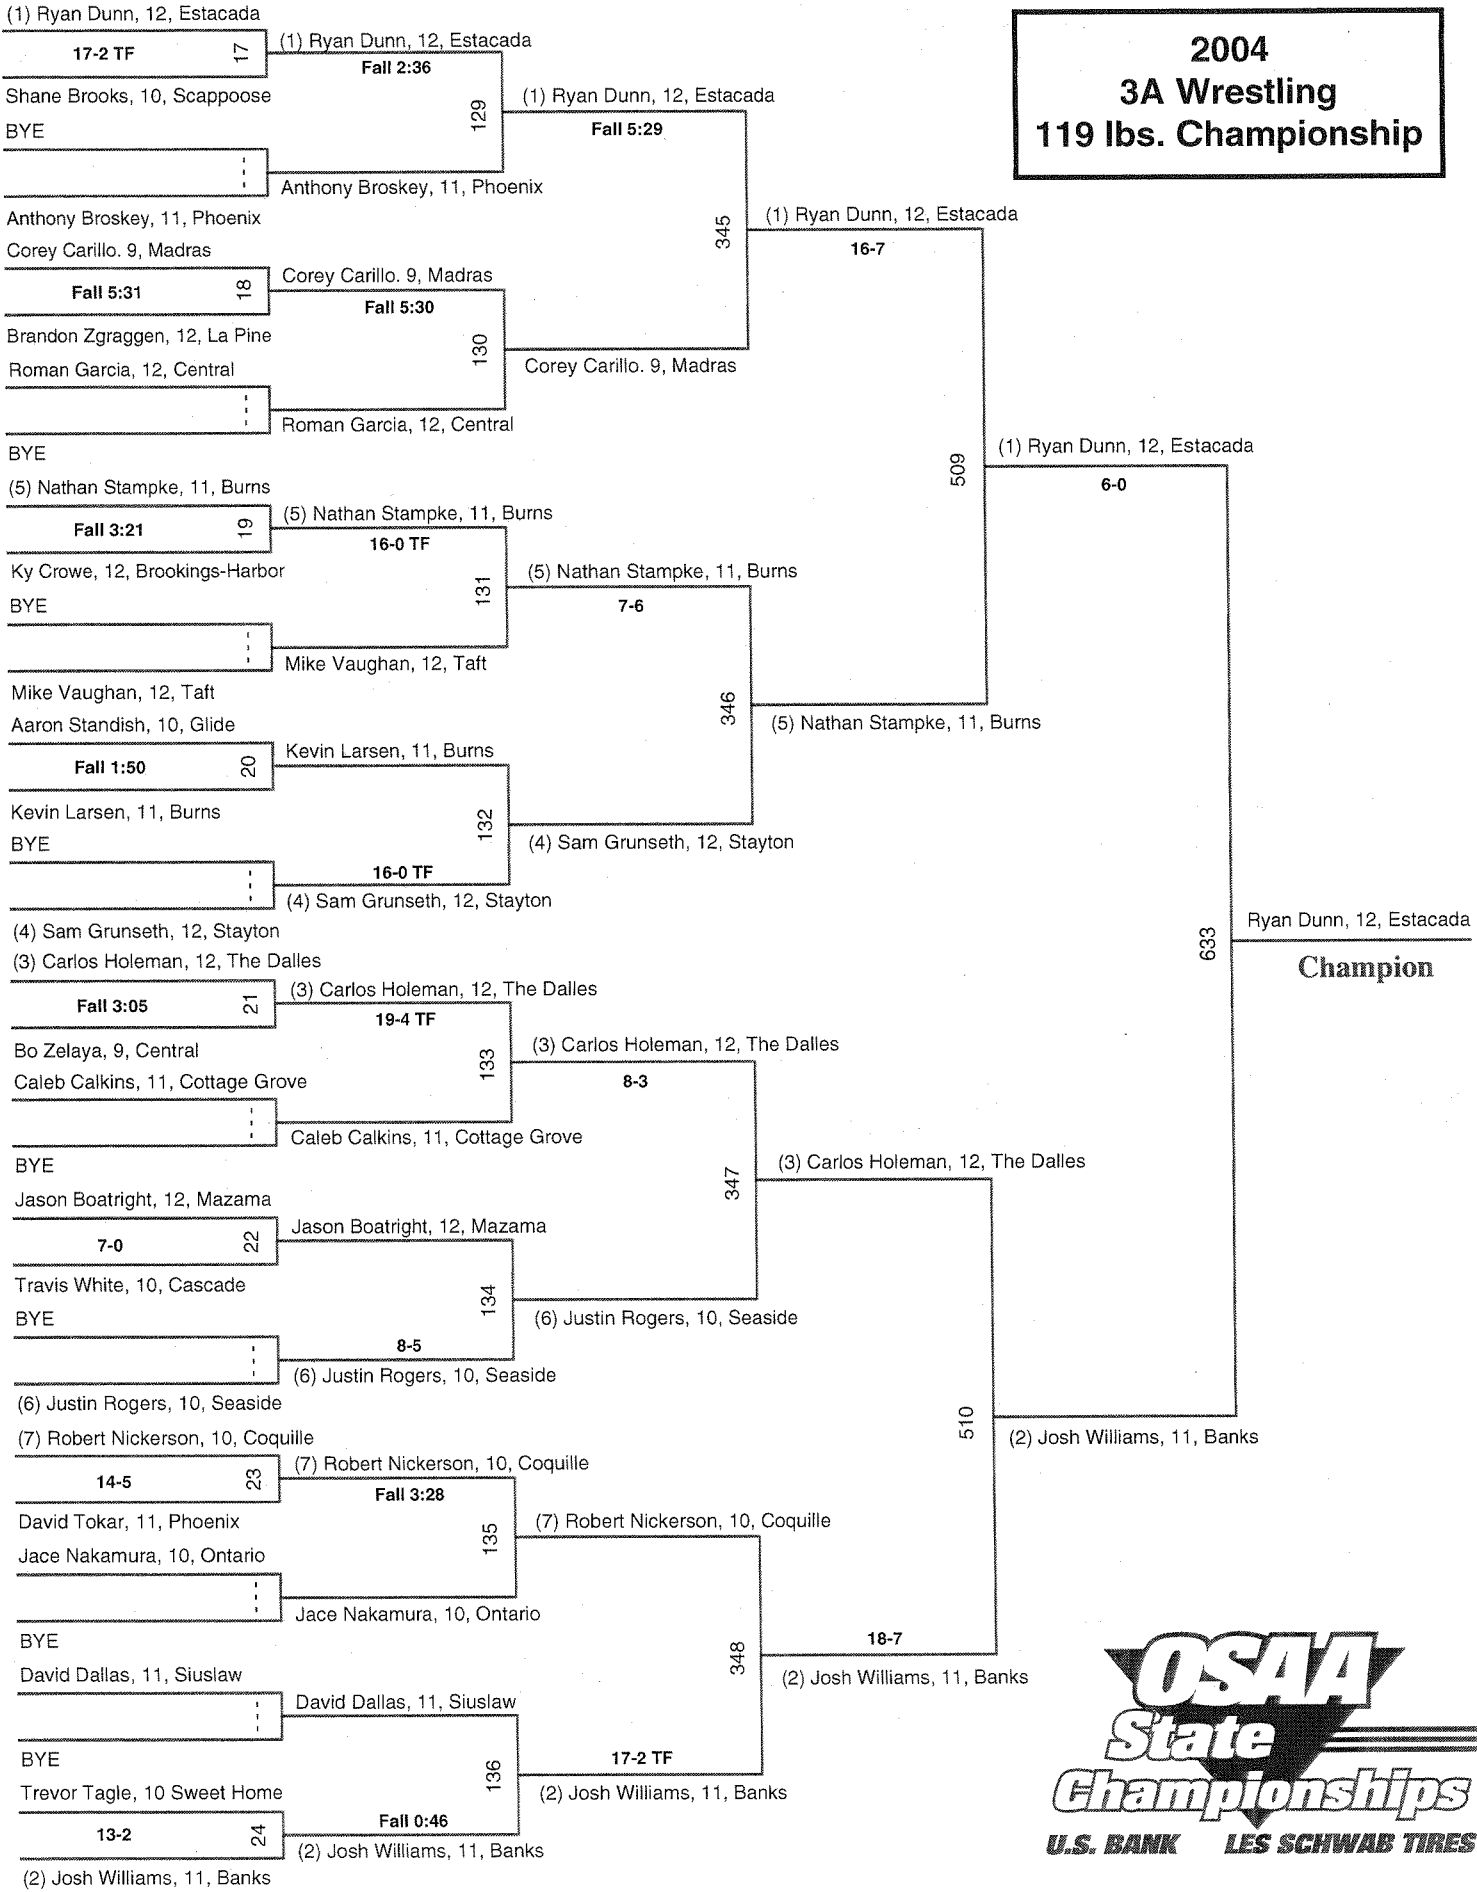 (1) Ryan Dunn, 12, Estacada
17-2 TF
17
Shane Brooks, 10, Scappoose
BYE
Anthony Broskey, 11, Phoenix
Corey Carillo. 9, Madras
Fall 5:31
18
Brandon Zgraggen, 12, La Pine
Roman Garcia, 12, Central
BYE
(5) Nathan Stampke, 11, Burns
Fall 3:21
19
Ky Crowe, 12, Brookings-Harbor
BYE
Mike Vaughan, 12, Taft
Aaron Standish, 10, Glide
Fall 1:50
20
Kevin Larsen, 11, Burns
BYE
(4) Sam Grunseth, 12, Stayton
(3) Carlos Holeman, 12, The Dalles
Fall 3:05
21
Bo Zelaya, 9, Central
Caleb Calkins, 11, Cottage Grove
BYE
Jason Boatright, 12, Mazama
7-0
22
Travis White, 10, Cascade
BYE
(6) Justin Rogers, 10, Seaside
(7) Robert Nickerson, 10, Coquille
14-5
23
David Tokar, 11, Phoenix
Jace Nakamura, 10, Ontario
BYE
David Dallas, 11, Siuslaw
BYE
Trevor Tagle, 10 Sweet Home
13-2
24
(2) Josh Williams, 11, Banks
(1) Ryan Dunn, 12, Estacada
Fall 2:36
129
Anthony Broskey, 11, Phoenix
Corey Carillo. 9, Madras
Fall 5:30
130
Roman Garcia, 12, Central
(5) Nathan Stampke, 11, Burns
16-0 TF
131
Mike Vaughan, 12, Taft
Kevin Larsen, 11, Burns
132
16-0 TF
(4) Sam Grunseth, 12, Stayton
(3) Carlos Holeman, 12, The Dalles
19-4 TF
133
Caleb Calkins, 11, Cottage Grove
Jason Boatright, 12, Mazama
134
8-5
(6) Justin Rogers, 10, Seaside
(7) Robert Nickerson, 10, Coquille
Fall 3:28
135
Jace Nakamura, 10, Ontario
David Dallas, 11, Siuslaw
136
Fall 0:46
(2) Josh Williams, 11, Banks
(1) Ryan Dunn, 12, Estacada
Fall 5:29
345
Corey Carillo. 9, Madras
(5) Nathan Stampke, 11, Burns
7-6
346
(4) Sam Grunseth, 12, Stayton
(3) Carlos Holeman, 12, The Dalles
8-3
347
(6) Justin Rogers, 10, Seaside
(7) Robert Nickerson, 10, Coquille
348
17-2 TF
(2) Josh Williams, 11, Banks
(1) Ryan Dunn, 12, Estacada
16-7
509
(5) Nathan Stampke, 11, Burns
(3) Carlos Holeman, 12, The Dalles
510
18-7
(2) Josh Williams, 11, Banks
(1) Ryan Dunn, 12, Estacada
6-0
633
(2) Josh Williams, 11, Banks
Ryan Dunn, 12, Estacada
Champion
2004
3A Wrestling
119 lbs. Championship
OSAA
State
Championships
U.S. BANK LES SCHWAB TIRES